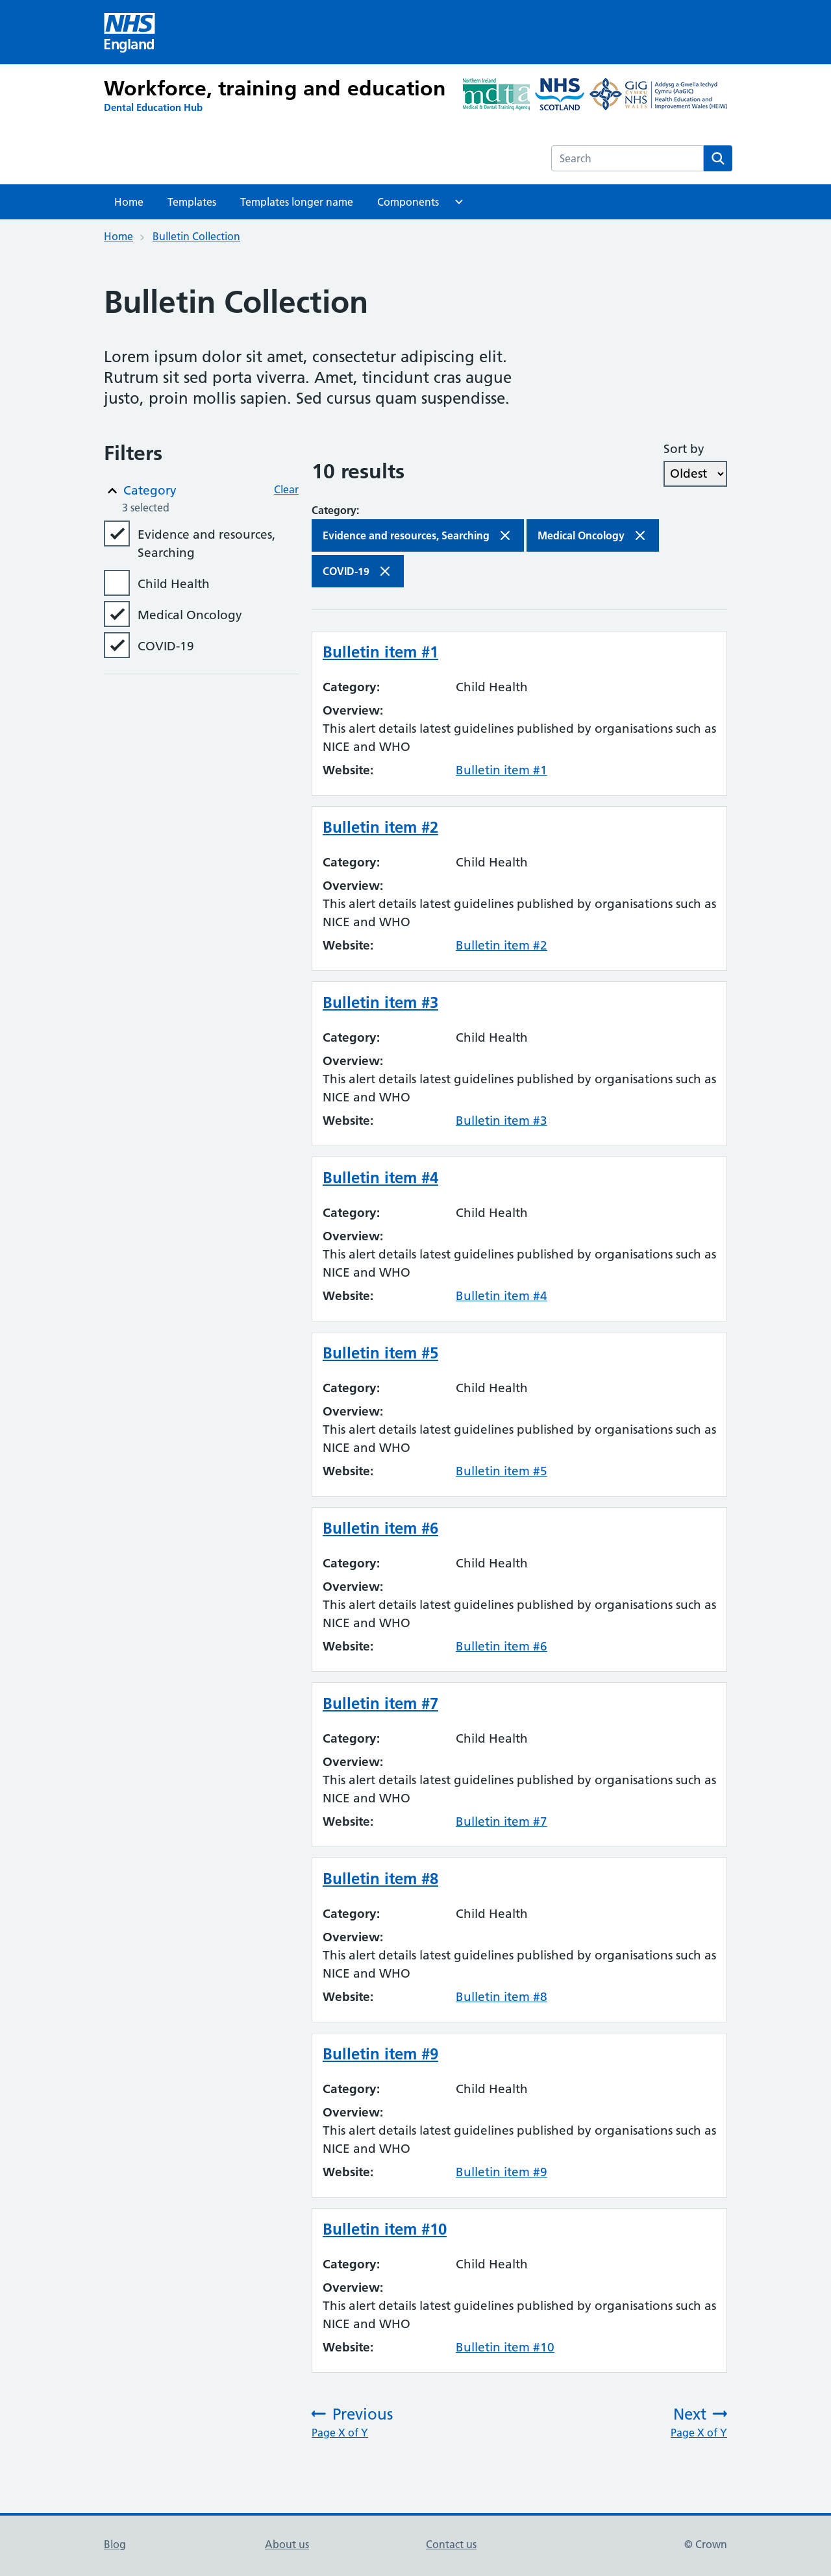 NHS
England
Workforce, training and education
Dental Education Hub
Northern Ireland
mdta
Medical & Dental Training Agency
NHS
SCOTLAND
GIG
CYMRU
NHS
WALES
Addysg a Gwella Iechyd
Cymru (AaGIC)
Health Education and
Improvement Wales (HEIW)
Search
Home Templates Templates longer name Components
Home Bulletin Collection
Bulletin Collection
Lorem ipsum dolor sit amet, consectetur adipiscing elit.
Rutrum sit sed porta viverra. Amet, tincidunt cras augue
justo, proin mollis sapien. Sed cursus quam suspendisse.
Filters
Category Clear
3 selected
Evidence and resources,
Searching
Child Health
Medical Oncology
COVID-19
10 results
Sort by
Oldest
Category:
Evidence and resources, Searching Medical Oncology
COVID-19
Bulletin item #1
Category: Child Health
Overview:
This alert details latest guidelines published by organisations such as
NICE and WHO
Website: Bulletin item #1
Bulletin item #2
Category: Child Health
Overview:
This alert details latest guidelines published by organisations such as
NICE and WHO
Website: Bulletin item #2
Bulletin item #3
Category: Child Health
Overview:
This alert details latest guidelines published by organisations such as
NICE and WHO
Website: Bulletin item #3
Bulletin item #4
Category: Child Health
Overview:
This alert details latest guidelines published by organisations such as
NICE and WHO
Website: Bulletin item #4
Bulletin item #5
Category: Child Health
Overview:
This alert details latest guidelines published by organisations such as
NICE and WHO
Website: Bulletin item #5
Bulletin item #6
Category: Child Health
Overview:
This alert details latest guidelines published by organisations such as
NICE and WHO
Website: Bulletin item #6
Bulletin item #7
Category: Child Health
Overview:
This alert details latest guidelines published by organisations such as
NICE and WHO
Website: Bulletin item #7
Bulletin item #8
Category: Child Health
Overview:
This alert details latest guidelines published by organisations such as
NICE and WHO
Website: Bulletin item #8
Bulletin item #9
Category: Child Health
Overview:
This alert details latest guidelines published by organisations such as
NICE and WHO
Website: Bulletin item #9
Bulletin item #10
Category: Child Health
Overview:
This alert details latest guidelines published by organisations such as
NICE and WHO
Website: Bulletin item #10
Previous Next
Page X of Y Page X of Y
Blog About us Contact us © Crown